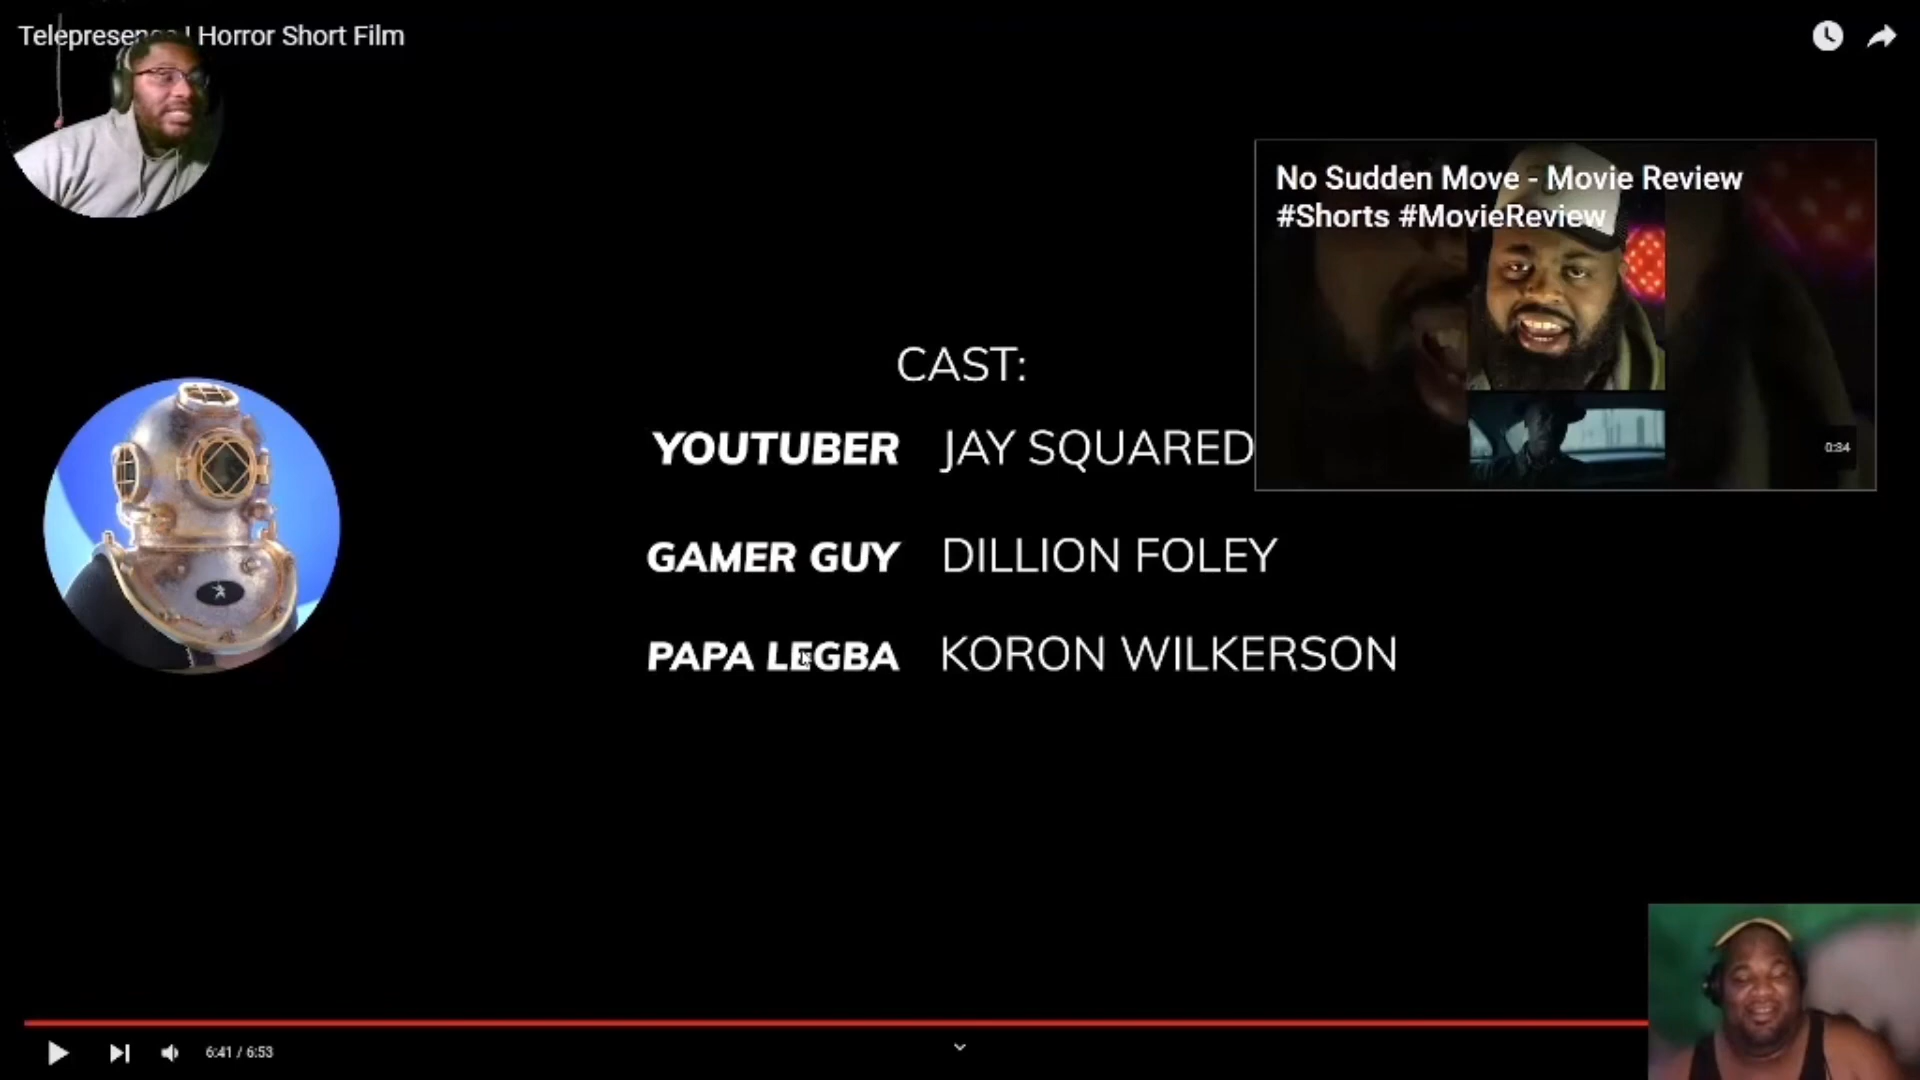 Telepresence | Horror Short Film
No Sudden Move - Movie Review
#Shorts #MovieReview
0:34
CAST:
YOUTUBER JAY SQUARED
GAMER GUY DILLION FOLEY
PAPA LEGBA KORON WILKERSON
6:41 / 6:53